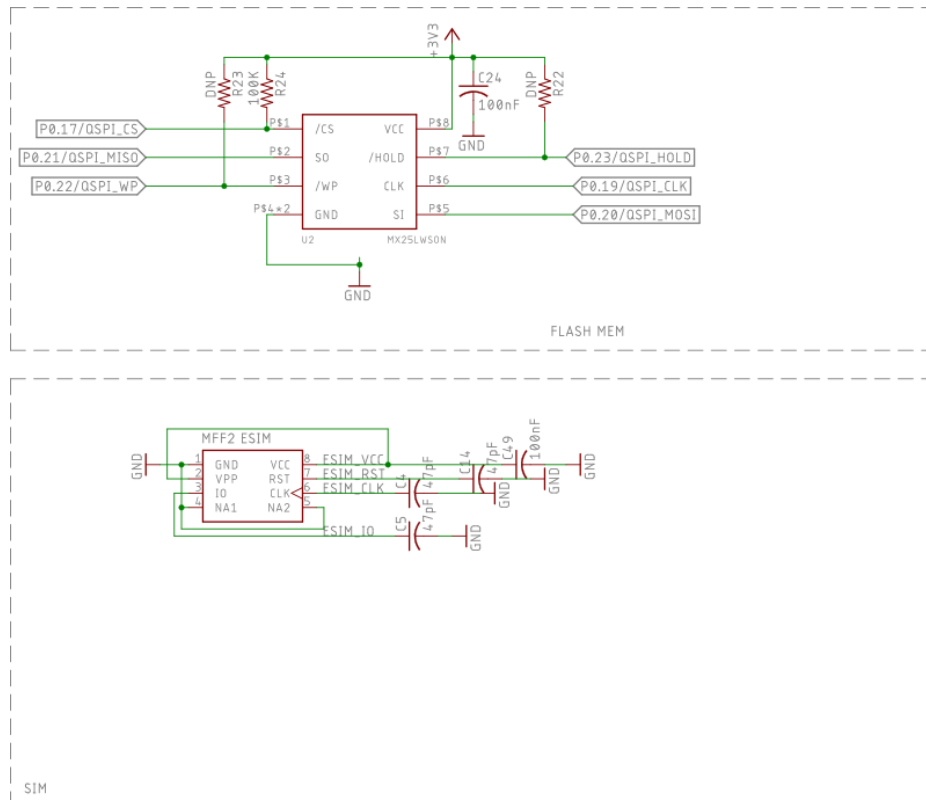 +3V3
DNP
R23
100K
R24
C24
100nF
DNP
R22
GND
P0.17/QSPI_CS
P$1
/CS
VCC
P$8
P0.21/QSPI_MISO
P$2
SO
/HOLD
P$7
P0.23/QSPI_HOLD
P0.22/QSPI_WP
P$3
/WP
CLK
P$6
P0.19/QSPI_CLK
P$4*2
GND
SI
P$5
P0.20/QSPI_MOSI
U2
MX25LWSON
GND
FLASH MEM
MFF2 ESIM
GND
1
GND
VCC
8
ESIM_VCC
2
VPP
RST
7
ESIM_RST
3
IO
CLK
6
ESIM_CLK
4
NA1
NA2
5
ESIM_IO
C4
47pF
C14
47pF
C49
100nF
GND
GND
GND
C5
47pF
GND
SIM